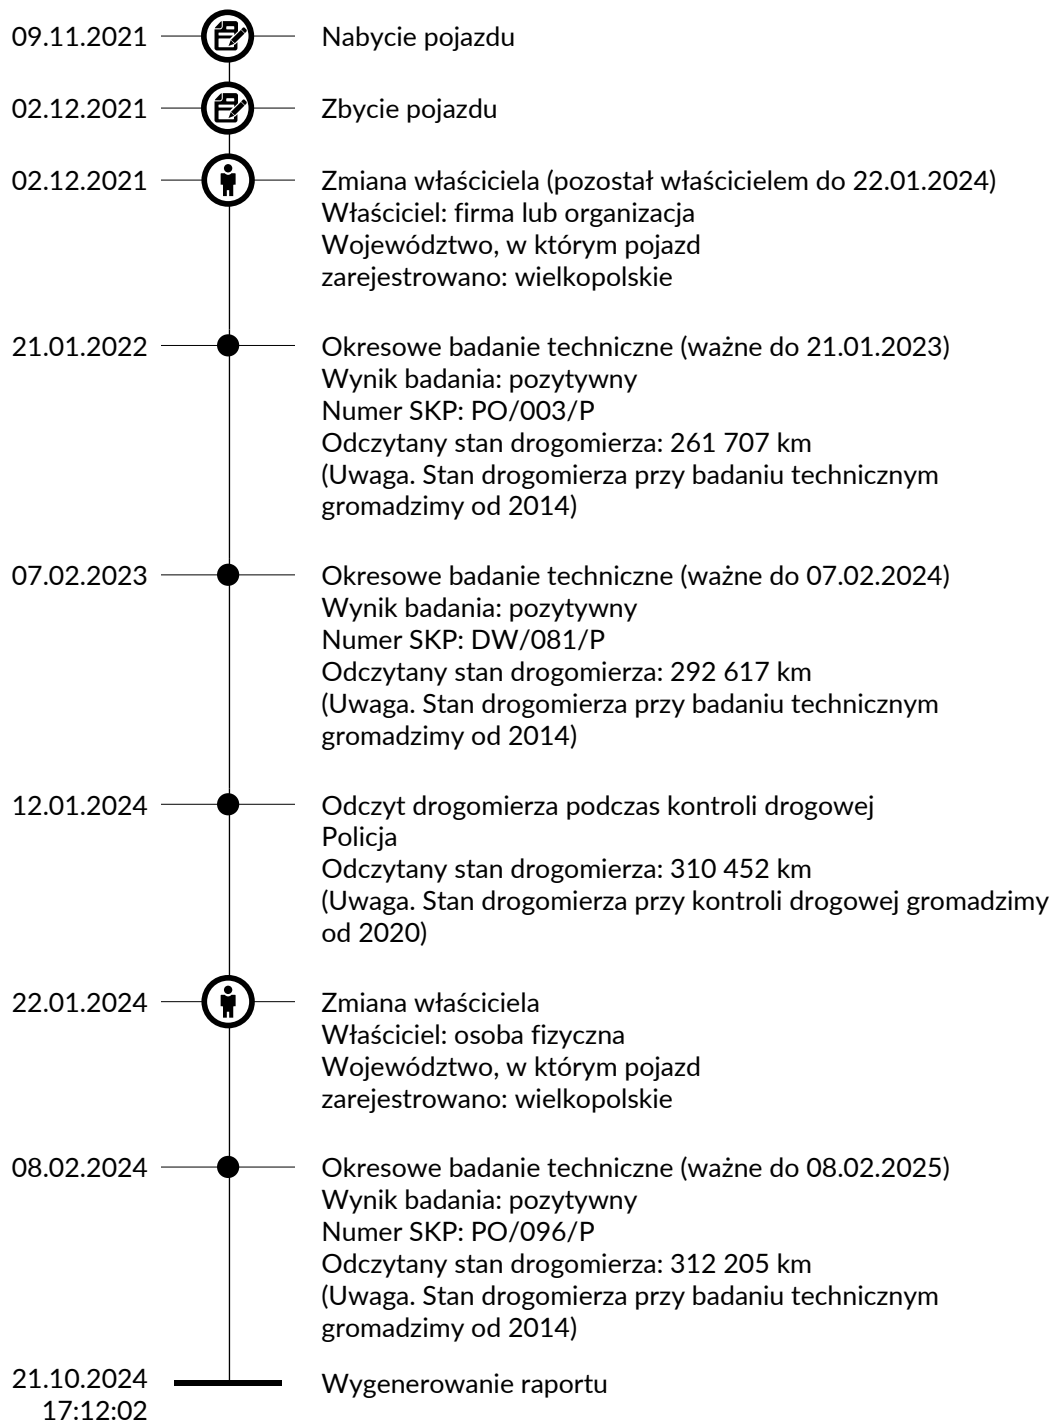 09.11.2021 Nabycie pojazdu
02.12.2021 Zbycie pojazdu
02.12.2021 Zmiana właściciela (pozostał właścicielem do 22.01.2024)
Właściciel: firma lub organizacja
Województwo, w którym pojazd
zarejestrowano: wielkopolskie
21.01.2022 Okresowe badanie techniczne (ważne do 21.01.2023)
Wynik badania: pozytywny
Numer SKP: PO/003/P
Odczytany stan drogomierza: 261 707 km
(Uwaga. Stan drogomierza przy badaniu technicznym
gromadzimy od 2014)
07.02.2023 Okresowe badanie techniczne (ważne do 07.02.2024)
Wynik badania: pozytywny
Numer SKP: DW/081/P
Odczytany stan drogomierza: 292 617 km
(Uwaga. Stan drogomierza przy badaniu technicznym
gromadzimy od 2014)
12.01.2024 Odczyt drogomierza podczas kontroli drogowej
Policja
Odczytany stan drogomierza: 310 452 km
(Uwaga. Stan drogomierza przy kontroli drogowej gromadzimy
od 2020)
22.01.2024 Zmiana właściciela
Właściciel: osoba fizyczna
Województwo, w którym pojazd
zarejestrowano: wielkopolskie
08.02.2024 Okresowe badanie techniczne (ważne do 08.02.2025)
Wynik badania: pozytywny
Numer SKP: PO/096/P
Odczytany stan drogomierza: 312 205 km
(Uwaga. Stan drogomierza przy badaniu technicznym
gromadzimy od 2014)
21.10.2024 Wygenerowanie raportu
17:12:02